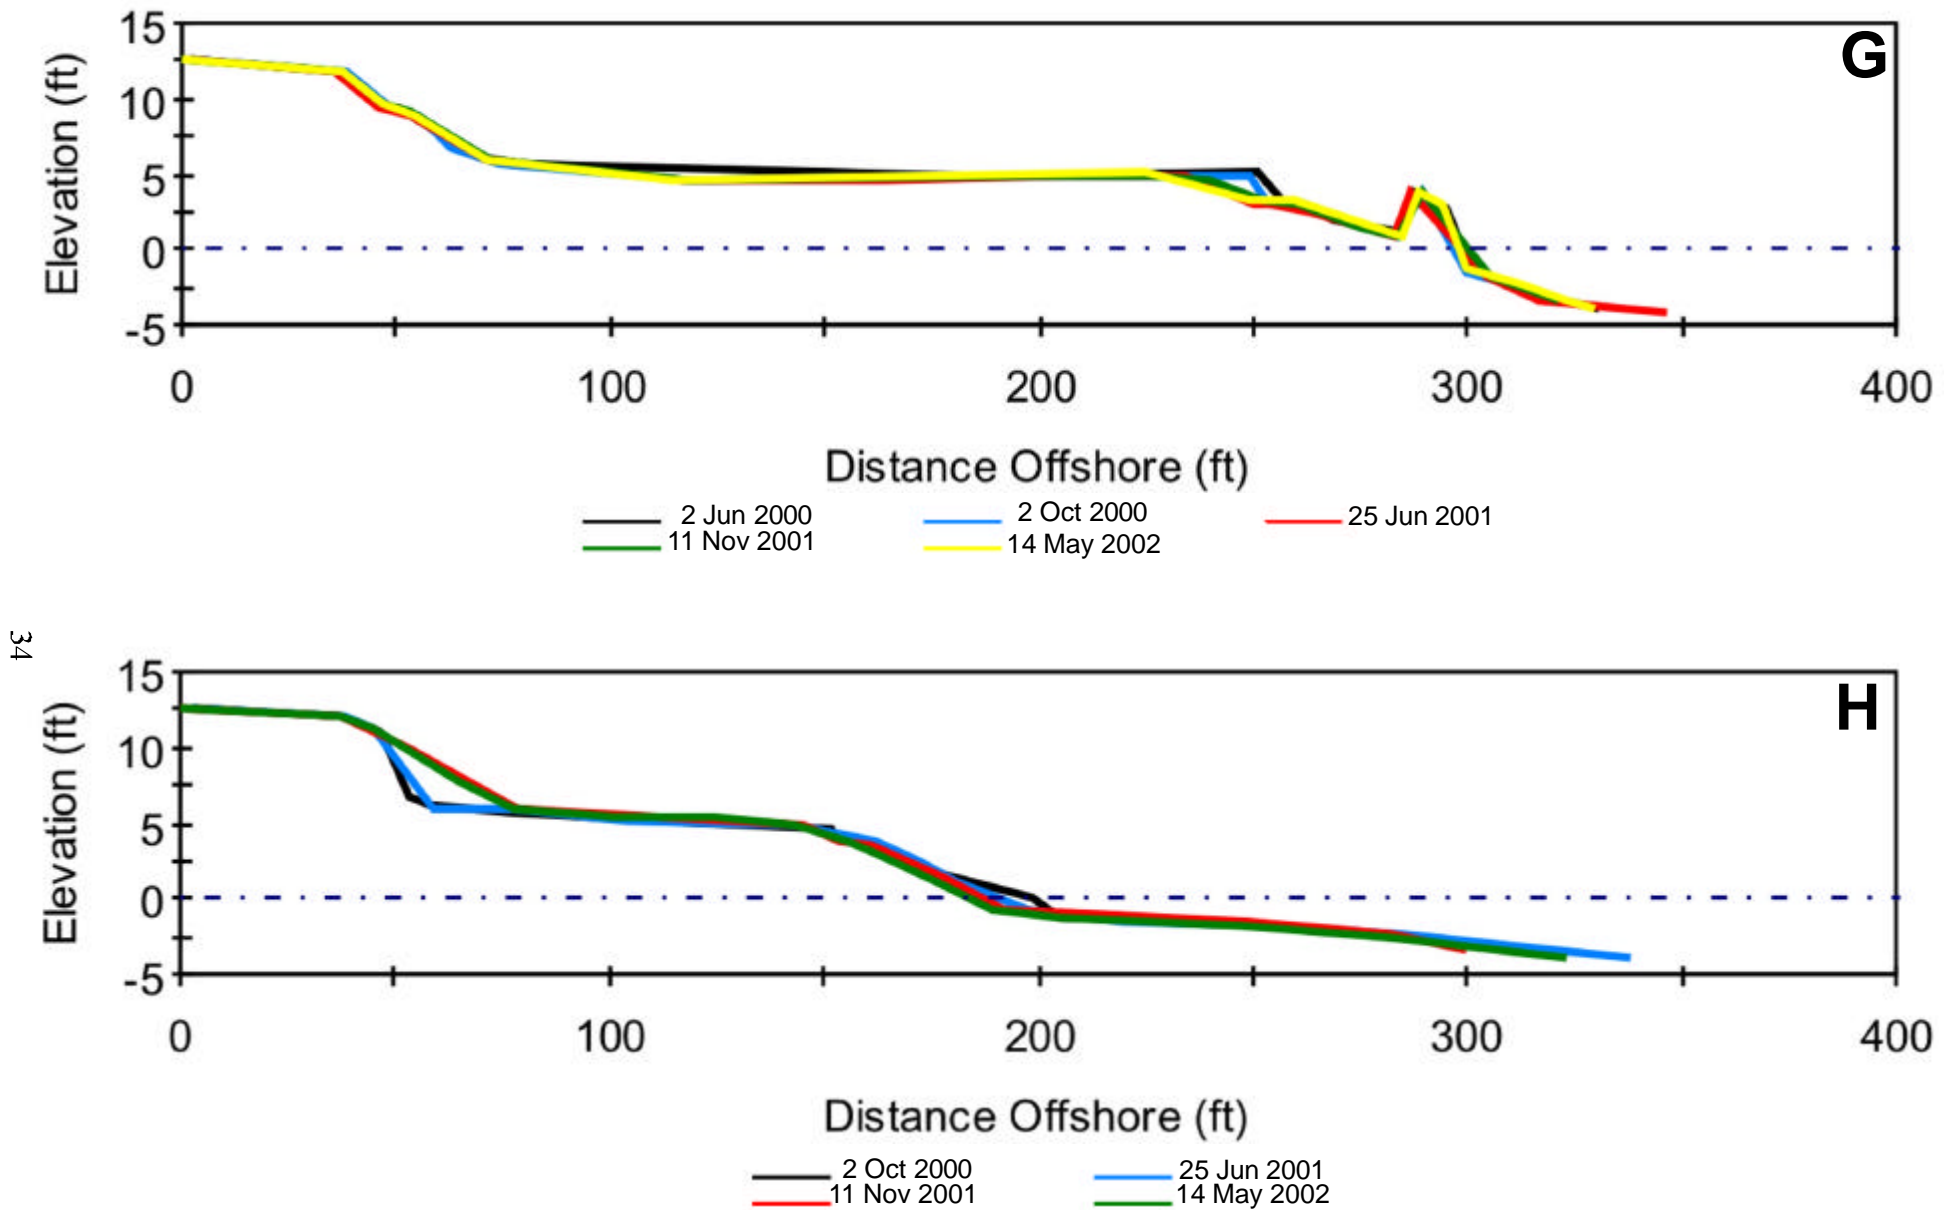 15
G
10
5
0
-5
Elevation (ft)
0 100 200 300 400
Distance Offshore (ft)
2 Jun 2000 2 Oct 2000 25 Jun 2001
11 Nov 2001 14 May 2002
34
15
H
10
5
0
-5
Elevation (ft)
0 100 200 300 400
Distance Offshore (ft)
2 Oct 2000 25 Jun 2001
11 Nov 2001 14 May 2002